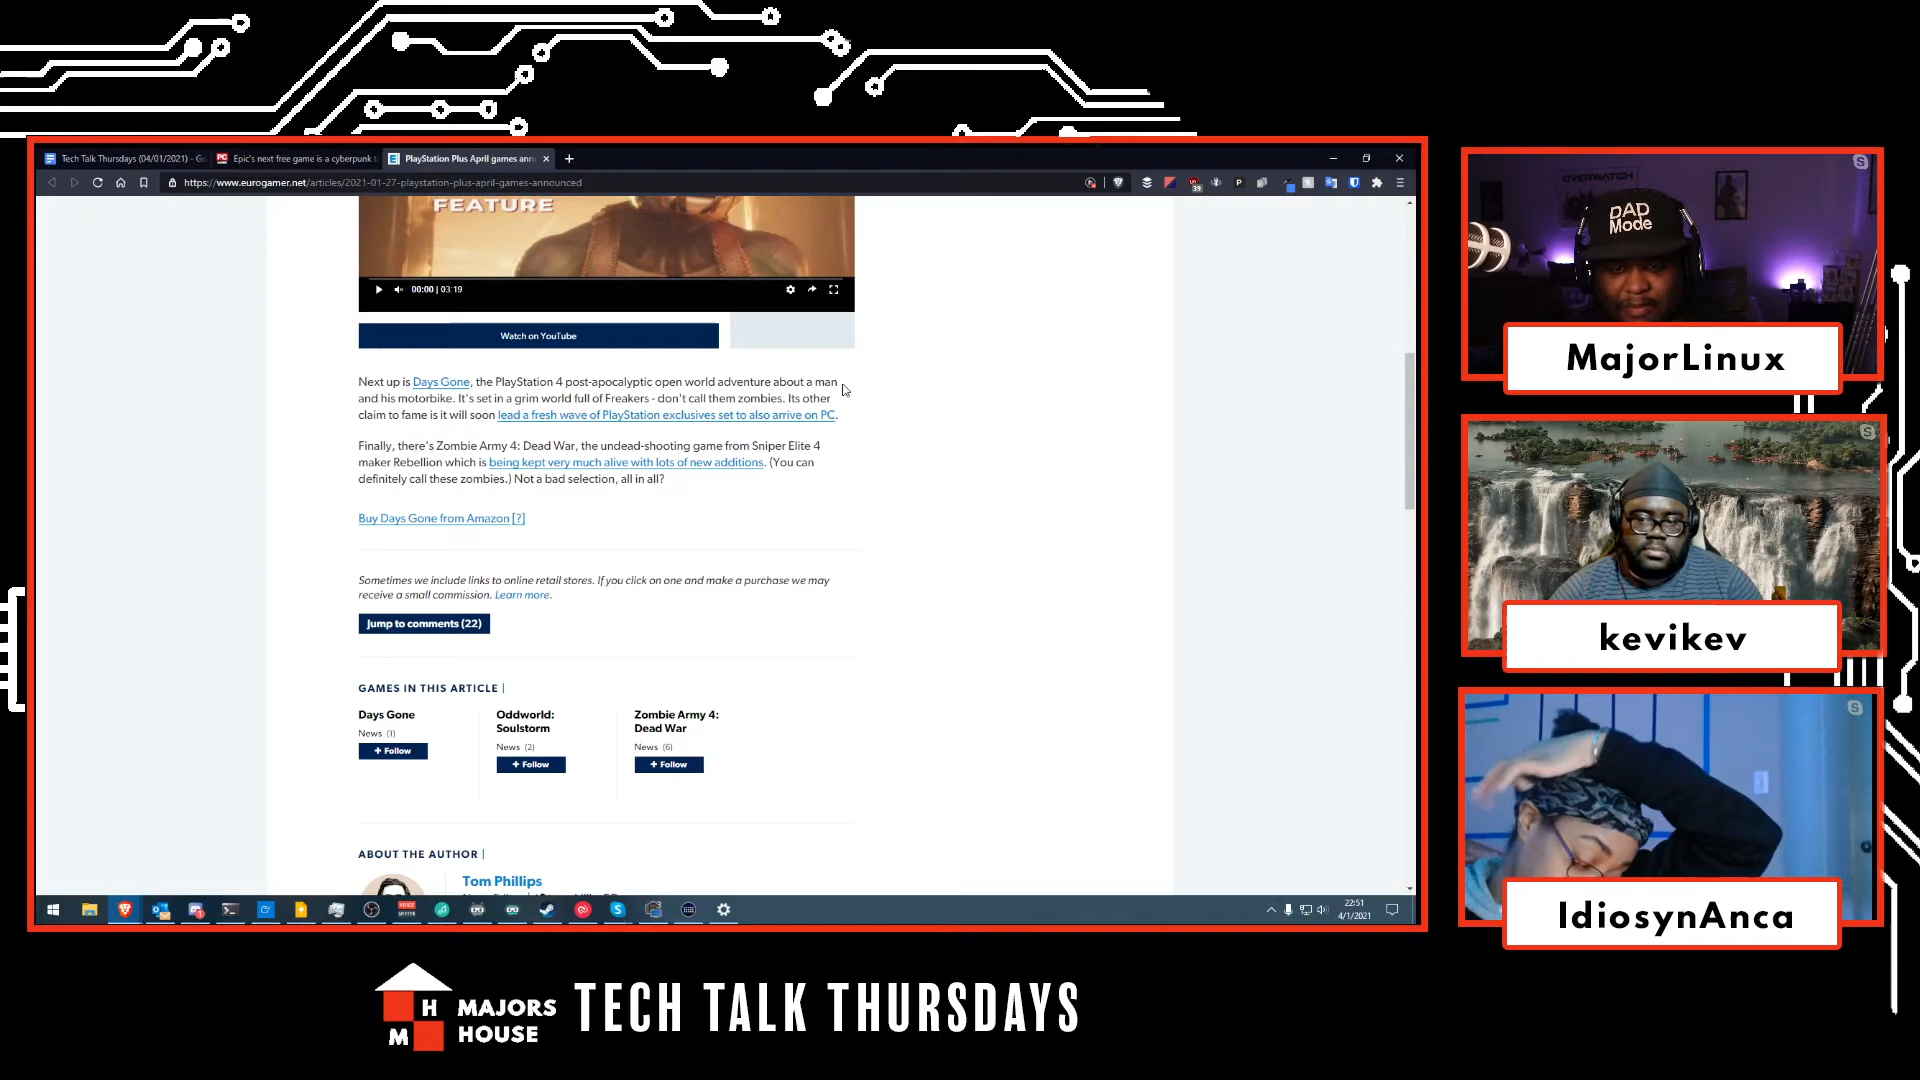 Tech Talk Thursdays (04/01/2021) - Go
Epic's next free game is a cyberpunk t
PlayStation Plus April games ann
https://www.eurogamer.net/articles/2021-01-27-playstation-plus-april-games-announced
FEATURE
00:00 | 03:19
Watch on YouTube
Next up is Days Gone, the PlayStation 4 post-apocalyptic open world adventure about a man
and his motorbike. It's set in a grim world full of Freakers - don't call them zombies. Its other
claim to fame is it will soon lead a fresh wave of PlayStation exclusives set to also arrive on PC.
Finally, there's Zombie Army 4: Dead War, the undead-shooting game from Sniper Elite 4
maker Rebellion which is being kept very much alive with lots of new additions. (You can
definitely call these zombies.) Not a bad selection, all in all?
Buy Days Gone from Amazon [?]
Sometimes we include links to online retail stores. If you click on one and make a purchase we may
receive a small commission. Learn more.
Jump to comments (22)
GAMES IN THIS ARTICLE |
Days Gone
News (1)
+ Follow
Oddworld:
Soulstorm
News (2)
+ Follow
Zombie Army 4:
Dead War
News (6)
+ Follow
ABOUT THE AUTHOR |
Tom Phillips
22:51
4/1/2021
OVERWATCH
DAD
Mode
MajorLinux
kevikev
IdiosynAnca
H
M
MAJORS
HOUSE
TECH TALK THURSDAYS